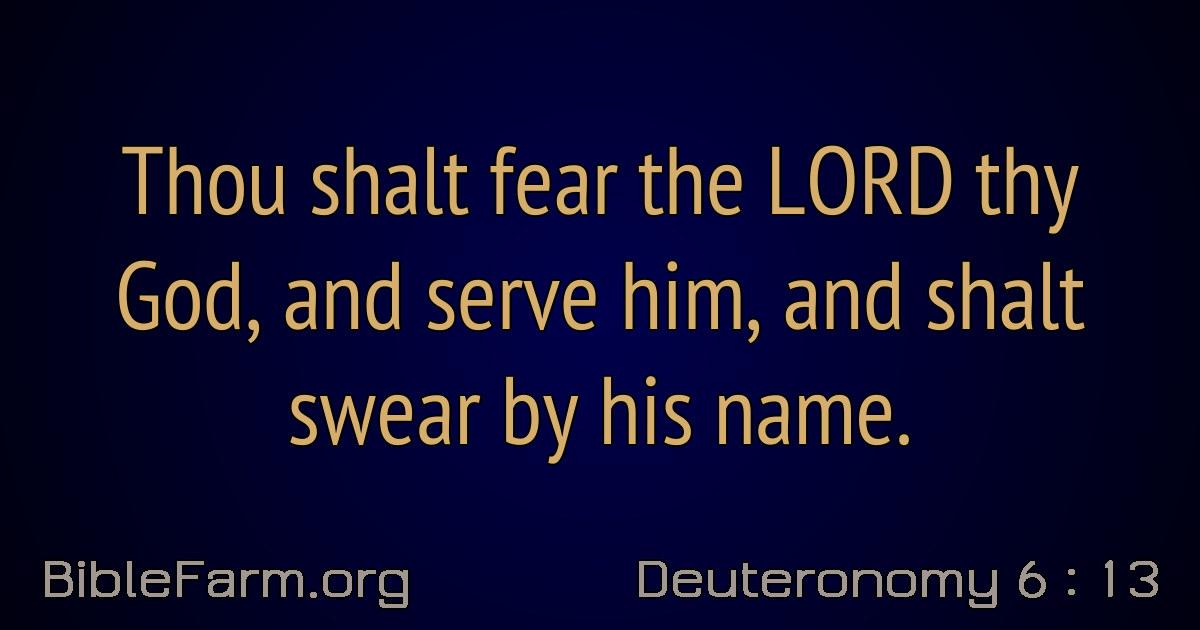 Thou shalt fear the LORD thy
God, and serve him, and shalt
swear by his name.
BibleFarm.org
Deuteronomy 6 : 13